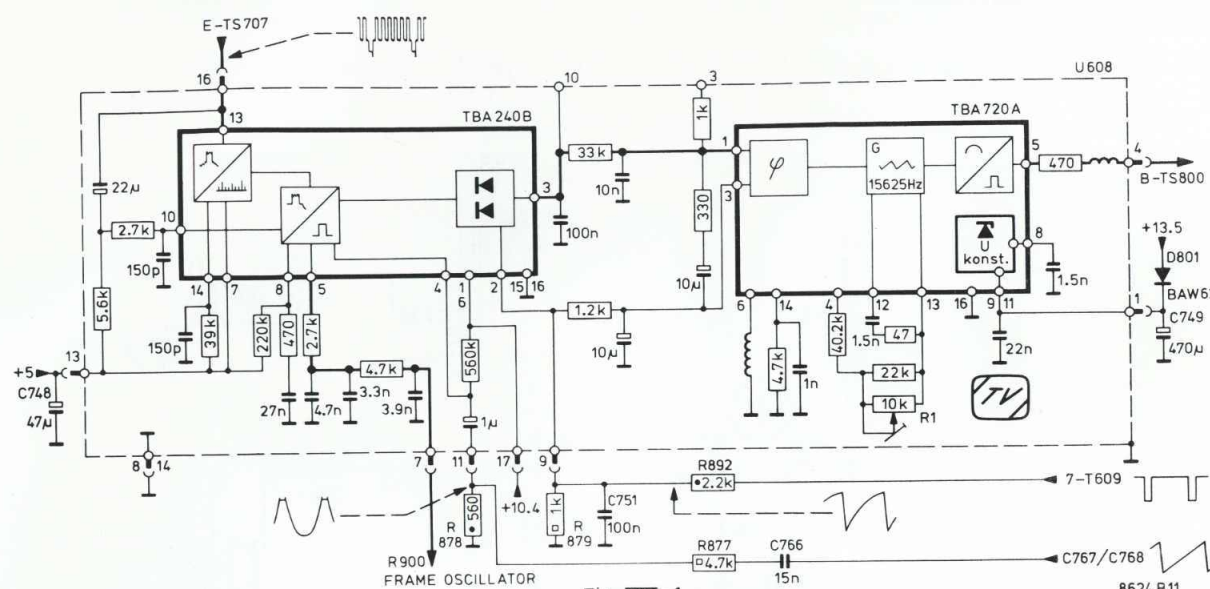 E-TS707
16
10
3
U608
13
TBA240B
TBA720A
1k
22µ
33k
1
φ
G
15625Hz
5
470
4
B-TS800
10
2.7k
3
10n
330
3
100n
+13.5
D801
BAW62
U
konst.
8
1.5n
150p
14
7
8
5
4
1
6
2
15
16
10µ
6
14
4
12
13
16
9
11
1
C749
470µ
5.6k
150p
39k
220k
470
2.7k
1.2k
10µ
40.2k
1.5n
47
22n
560k
4.7k
1n
22k
10k
R1
TV
+5
13
C748
47µ
4.7k
3.3n
3.9n
27n
4.7n
1µ
8
14
7
11
17
9
R892
2.2k
7-T609
+10.4
560
R
878
1k
R
879
C751
100n
R900
FRAME OSCILLATOR
R877
4.7k
C766
15n
C767/C768